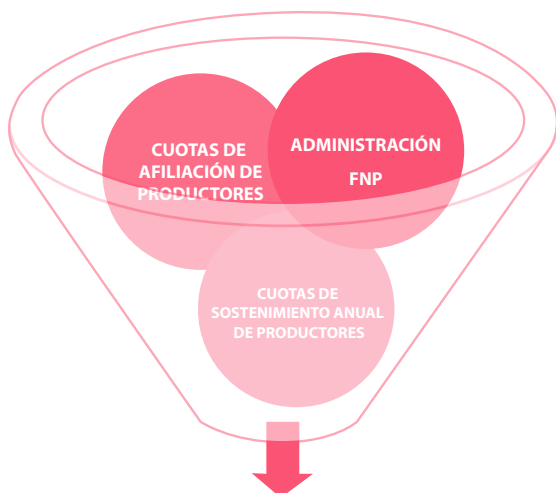 CUOTAS DE
AFILIACIÓN DE
PRODUCTORES
ADMINISTRACIÓN
FNP
CUOTAS DE
SOSTENIMIENTO ANUAL
DE PRODUCTORES